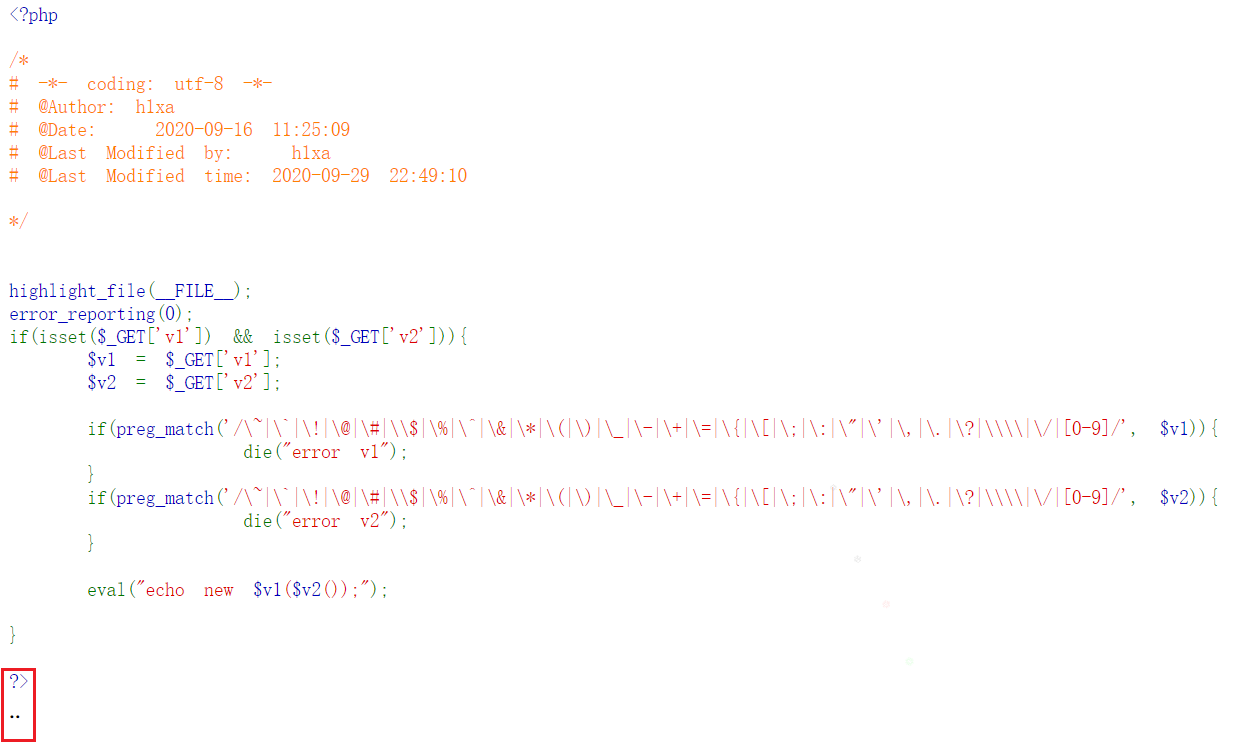 <?php
/*
# -*- coding: utf-8 -*-
# @Author: h1xa
# @Date: 2020-09-16 11:25:09
# @Last Modified by: h1xa
# @Last Modified time: 2020-09-29 22:49:10
*/
highlight_file(__FILE__);
error_reporting(0);
if(isset($_GET['v1']) && isset($_GET['v2'])){
$v1 = $_GET['v1'];
$v2 = $_GET['v2'];
if(preg_match('/\~|\`|\!|\@|\#|\\$|\%|\^|\&|\*|\(|\)|\_|\-|\+|\=|\{|\[|\;|\:|\"|\'|\,|\.|\?|\\\\|\/|[0-9]/', $v1)){
die("error v1");
}
if(preg_match('/\~|\`|\!|\@|\#|\\$|\%|\^|\&|\*|\(|\)|\_|\-|\+|\=|\{|\[|\;|\:|\"|\'|\,|\.|\?|\\\\|\/|[0-9]/', $v2)){
die("error v2");
}
eval("echo new $v1($v2());");
}
?>
..